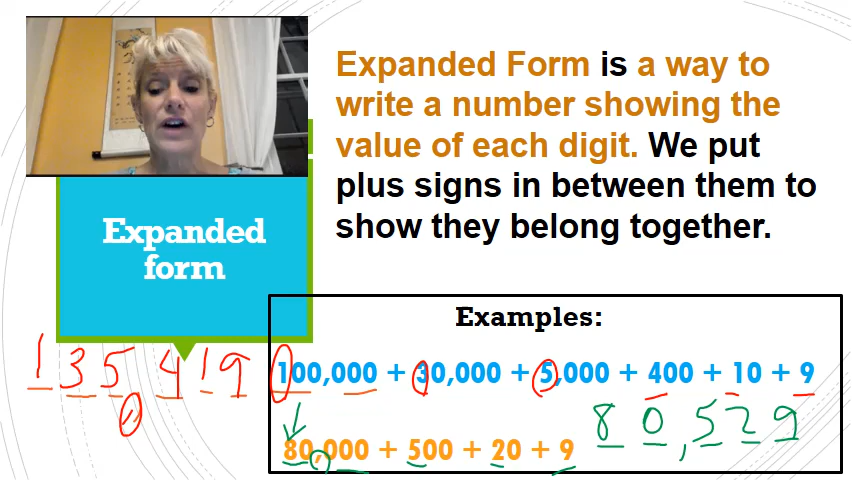 Expanded Form is a way to
write a number showing the
value of each digit. We put
plus signs in between them to
show they belong together.
Expanded
form
Examples:
135,419
100,000 + 30,000 + 5,000 + 400 + 10 + 9
80,529
80,000 + 500 + 20 + 9